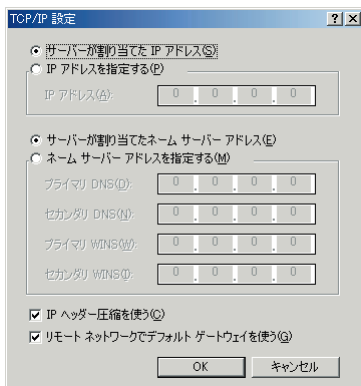 TCP/IP 設定
サーバーが割り当てた IP アドレス(S)
IP アドレスを指定する(P)
IP アドレス(A):
0 . 0 . 0 . 0
サーバーが割り当てたネーム サーバー アドレス(E)
ネーム サーバー アドレスを指定する(M)
プライマリ DNS(D):
0 . 0 . 0 . 0
セカンダリ DNS(N):
0 . 0 . 0 . 0
プライマリ WINS(W):
0 . 0 . 0 . 0
セカンダリ WINS(I):
0 . 0 . 0 . 0
IP ヘッダー圧縮を使う(C)
リモート ネットワークでデフォルト ゲートウェイを使う(G)
OK
キャンセル